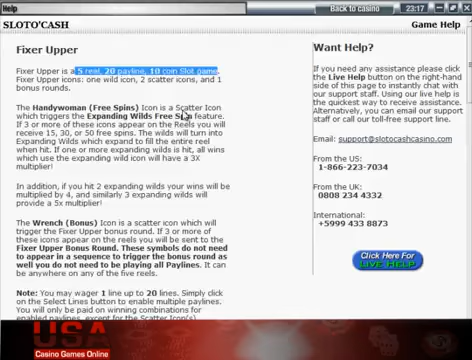 Help
Back to casino
23:17
SLOTO'CASH
Game Help
Fixer Upper
Fixer Upper is a 5 reel, 20 payline, 10 coin Slot game.
Fixer Upper icons: one wild icon, 2 scatter icons, and 1
bonus rounds.
The Handywoman (Free Spins) Icon is a Scatter Icon
which triggers the Expanding Wilds Free Spin feature.
If 3 or more of these icons appear on the Reels you will
receive 15, 30, or 50 free spins. The wilds will turn into
Expanding Wilds which expand to fill the entire reel
when hit. If one or more expanding wilds is hit, all wins
which use the expanding wild icon will have a 3X
multiplier!
In addition, if you hit 2 expanding wilds your wins will be
multiplied by 4, and similarly 3 expanding wilds will
provide a 5x multiplier!
The Wrench (Bonus) Icon is a scatter icon which will
trigger the Fixer Upper Bonus Round. If 3 or more of
these icons appear on the reels you will be sent to the
Fixer Upper Bonus Round. These symbols do not need
to appear in a sequence to trigger the bonus round as
well you do not need to be playing all Paylines. It can
be anywhere on any of the five reels.
Note: You may wager 1 line up to 20 lines. Simply click
on the Select Lines button to enable multiple paylines.
You will only be paid on winning combinations for
enabled paylines, except for the Scatter Icon(s)
Want Help?
If you need any assistance please click
the Live Help button on the right-hand
side of this page to instantly chat with
our support staff. Using our live help is
the quickest way to receive assistance.
Alternatively, you can email our support
staff or call our toll-free support line.
Email: support@slotocashcasino.com
From the US:
1-866-223-7034
From the UK:
0808 234 4332
International:
+5999 433 8873
Click Here For
LIVE HELP
USA
Casino Games Online